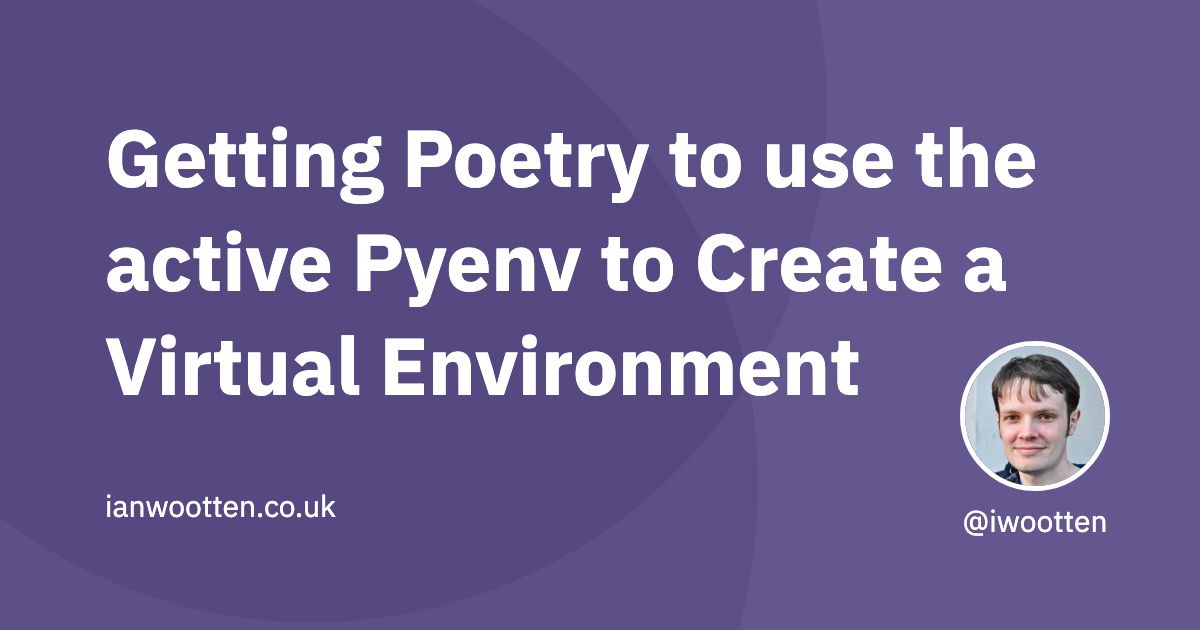 Getting Poetry to use the
active Pyenv to Create a
Virtual Environment
ianwootten.co.uk
@iwootten